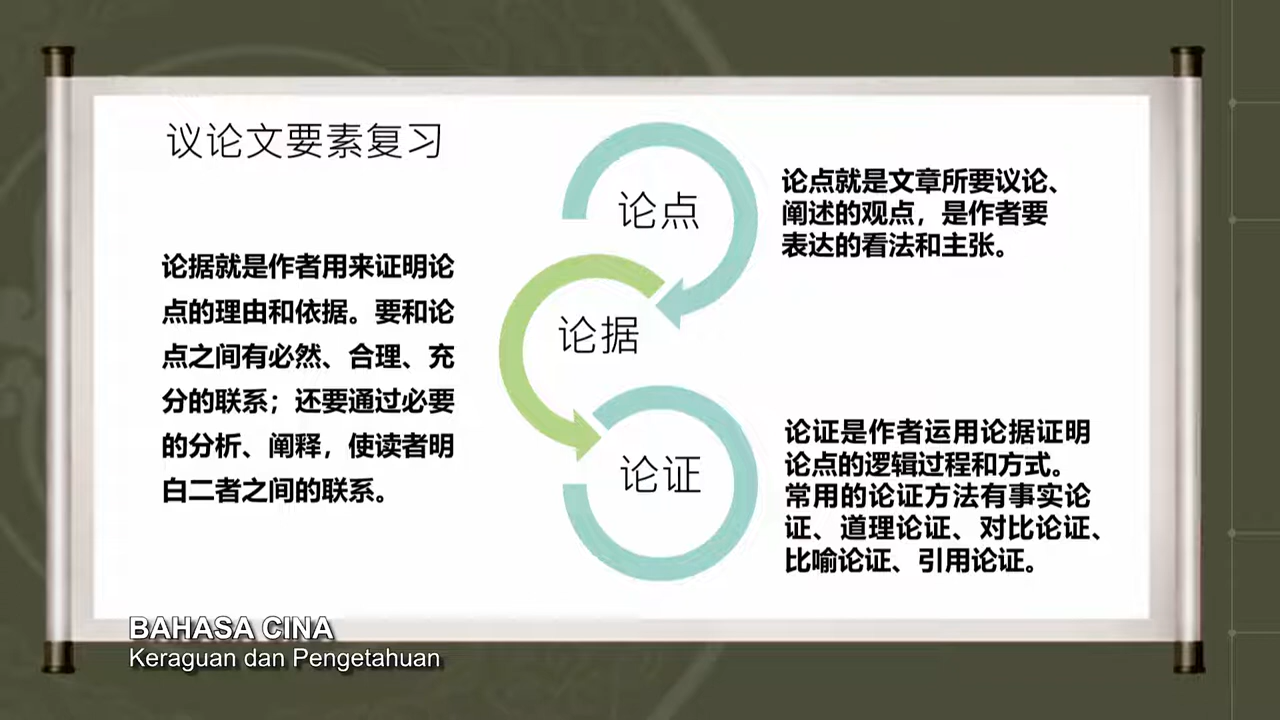 议论文要素复习
论点
论点就是文章所要议论、
阐述的观点，是作者要
表达的看法和主张。
论据
论据就是作者用来证明论
点的理由和依据。要和论
点之间有必然、合理、充
分的联系；还要通过必要
的分析、阐释，使读者明
白二者之间的联系。
论证
论证是作者运用论据证明
论点的逻辑过程和方式。
常用的论证方法有事实论
证、道理论证、对比论证、
比喻论证、引用论证。
BAHASA CINA
Keraguan dan Pengetahuan